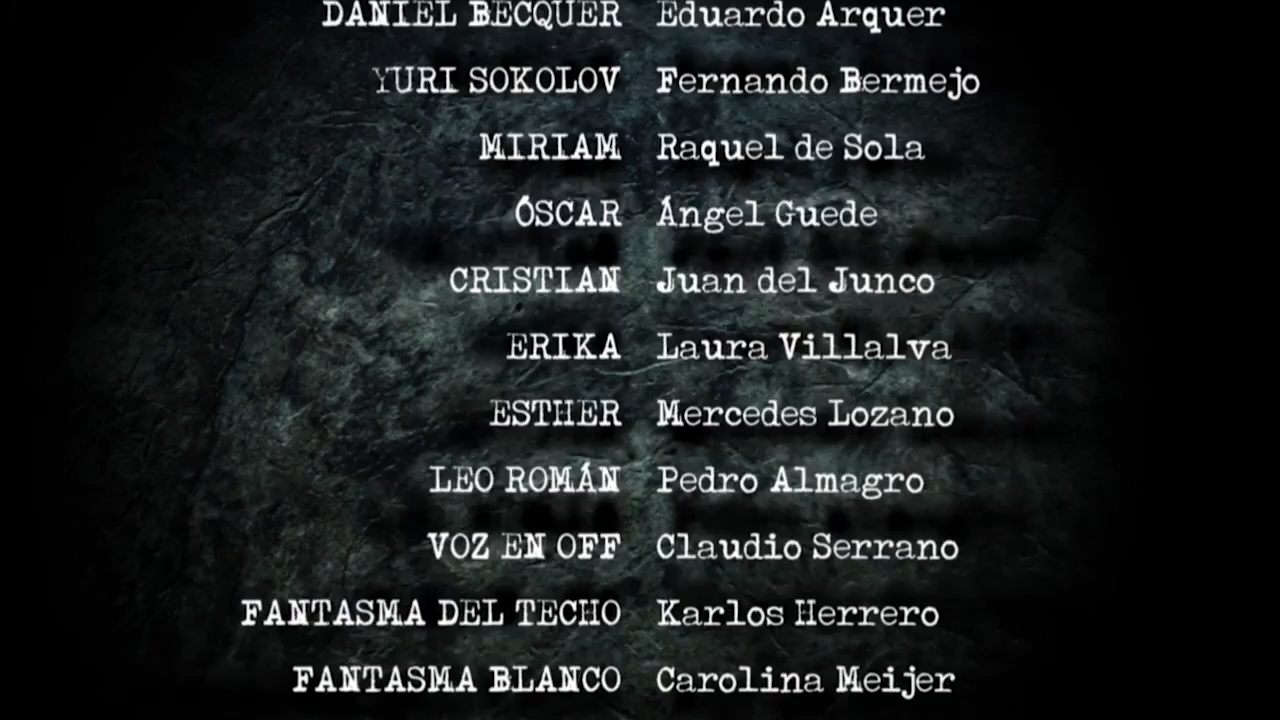 DANIEL BECQUER Eduardo Arquer
YURI SOKOLOV Fernando Bermejo
MIRIAM Raquel de Sola
ÓSCAR Ángel Guede
CRISTIAN Juan del Junco
ERIKA Laura Villalva
ESTHER Mercedes Lozano
LEO ROMÁN Pedro Almagro
VOZ EN OFF Claudio Serrano
FANTASMA DEL TECHO Karlos Herrero
FANTASMA BLANCO Carolina Meijer